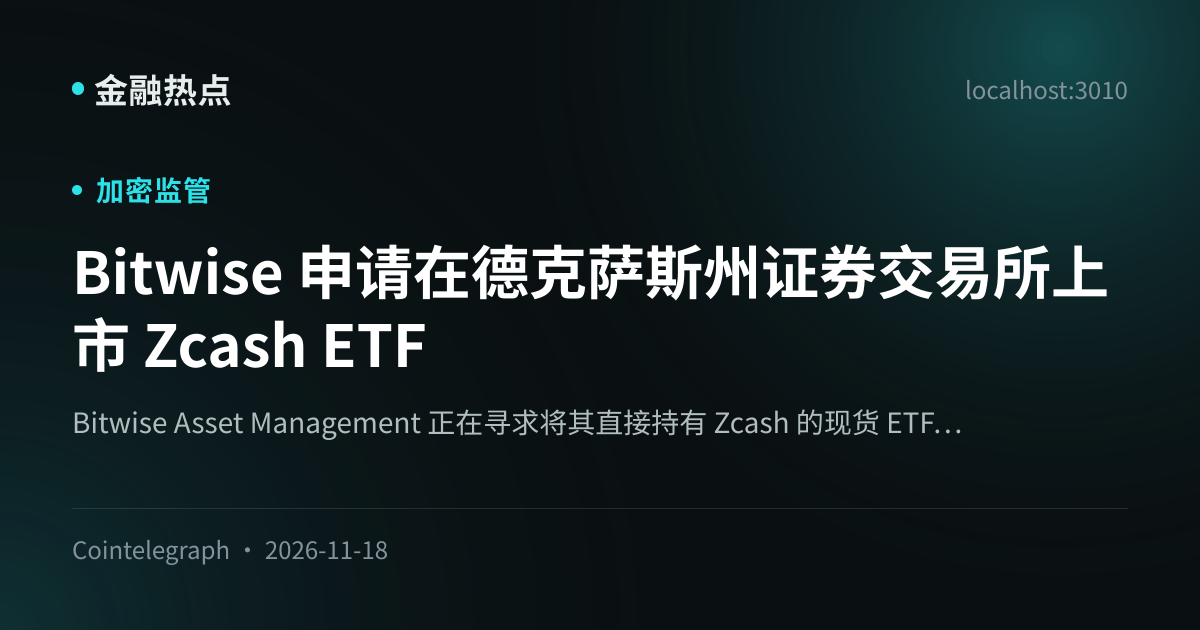 金融热点
localhost:3010
加密监管
Bitwise 申请在德克萨斯州证券交易所上
市 Zcash ETF
Bitwise Asset Management 正在寻求将其直接持有 Zcash 的现货 ETF…
Cointelegraph · 2026-11-18